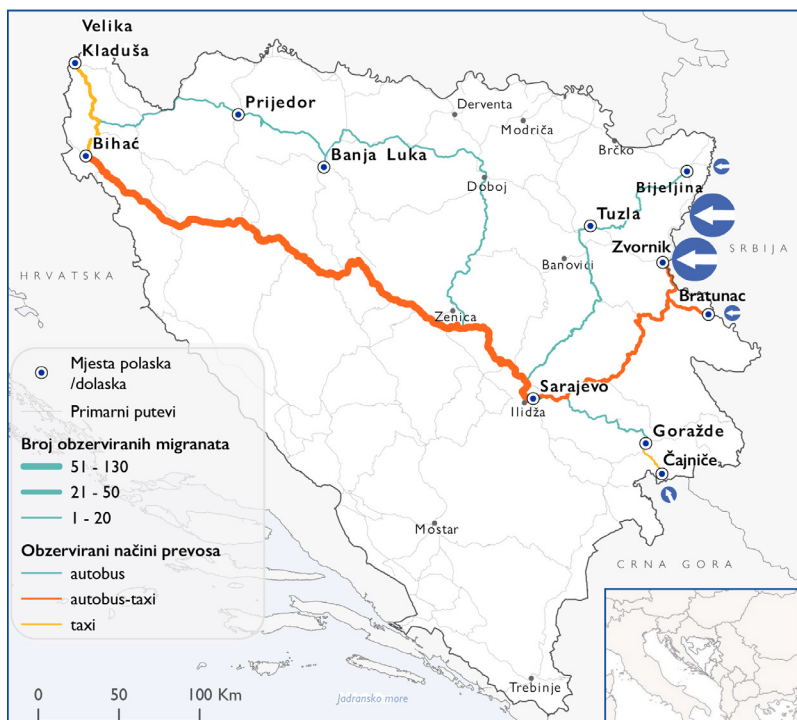 Velika
Kladuša
Prijedor
Derventa
Modriča
Brčko
Bihać
Banja Luka
Doboj
Bijeljina
Tuzla
Zvornik
SRBIJA
Banovići
HRVATSKA
Bratunac
Zenica
Mjesta polaska
/dolaska
Primarni putevi
Broj obzerviranih migranata
51 - 130
21 - 50
1 - 20
Obzervirani načini prevosa
autobus
autobus-taxi
taxi
Sarajevo
Ilidža
Goražde
Čajniče
Mostar
CRNA GORA
Trebinje
0 50 100 Km
Jadransko more